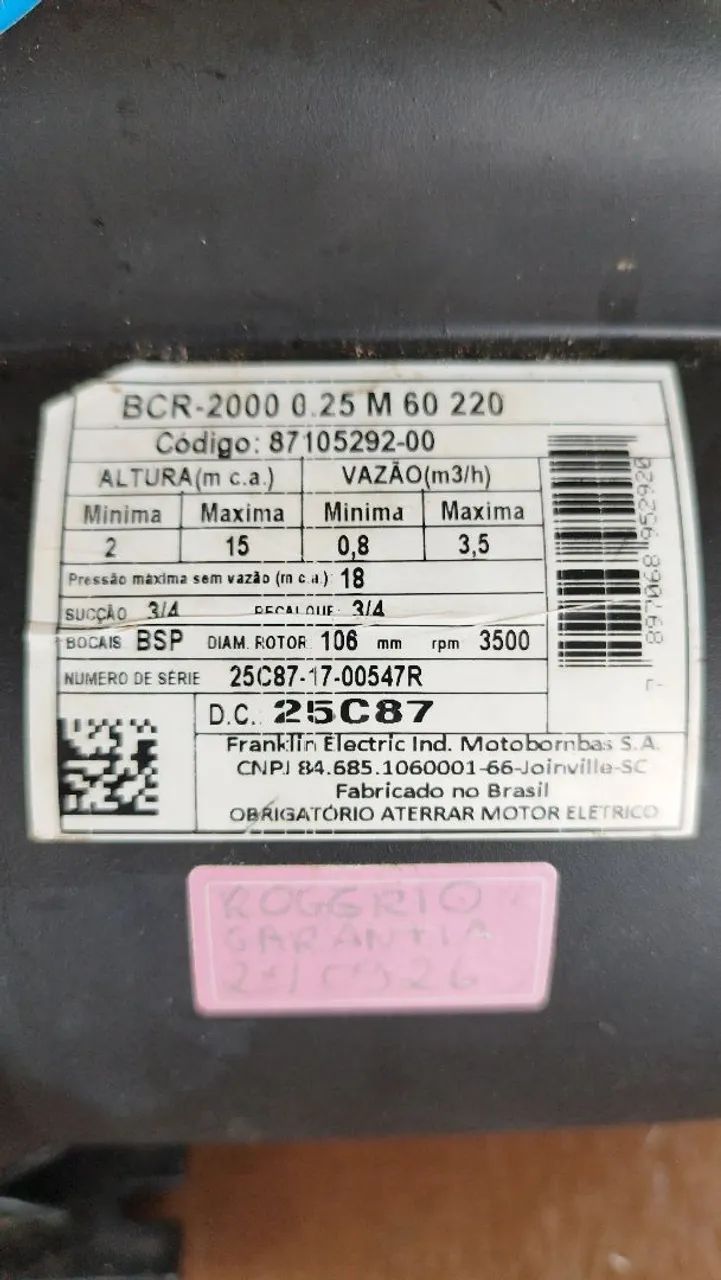 BCR-2000 0.25 M 60 220
Código: 87105292-00
ALTURA(m c.a.) VAZÃO(m3/h)
Minima Maxima Minima Maxima
2 15 0,8 3,5
Pressão máxima sem vazão (m c.a.): 18
SUCÇÃO 3/4 RECALQUE: 3/4
BOCAIS BSP DIAM. ROTOR 106 mm rpm 3500
NUMERO DE SÉRIE 25C87-17-00547R
D.C.: 25C87
Franklin Electric Ind. Motobombas S.A.
CNPJ 84.685.1060001-66-Joinville-SC
Fabricado no Brasil
OBRIGATÓRIO ATERRAR MOTOR ELETRICO
897068 952920
ROGERIO
GARANTIA